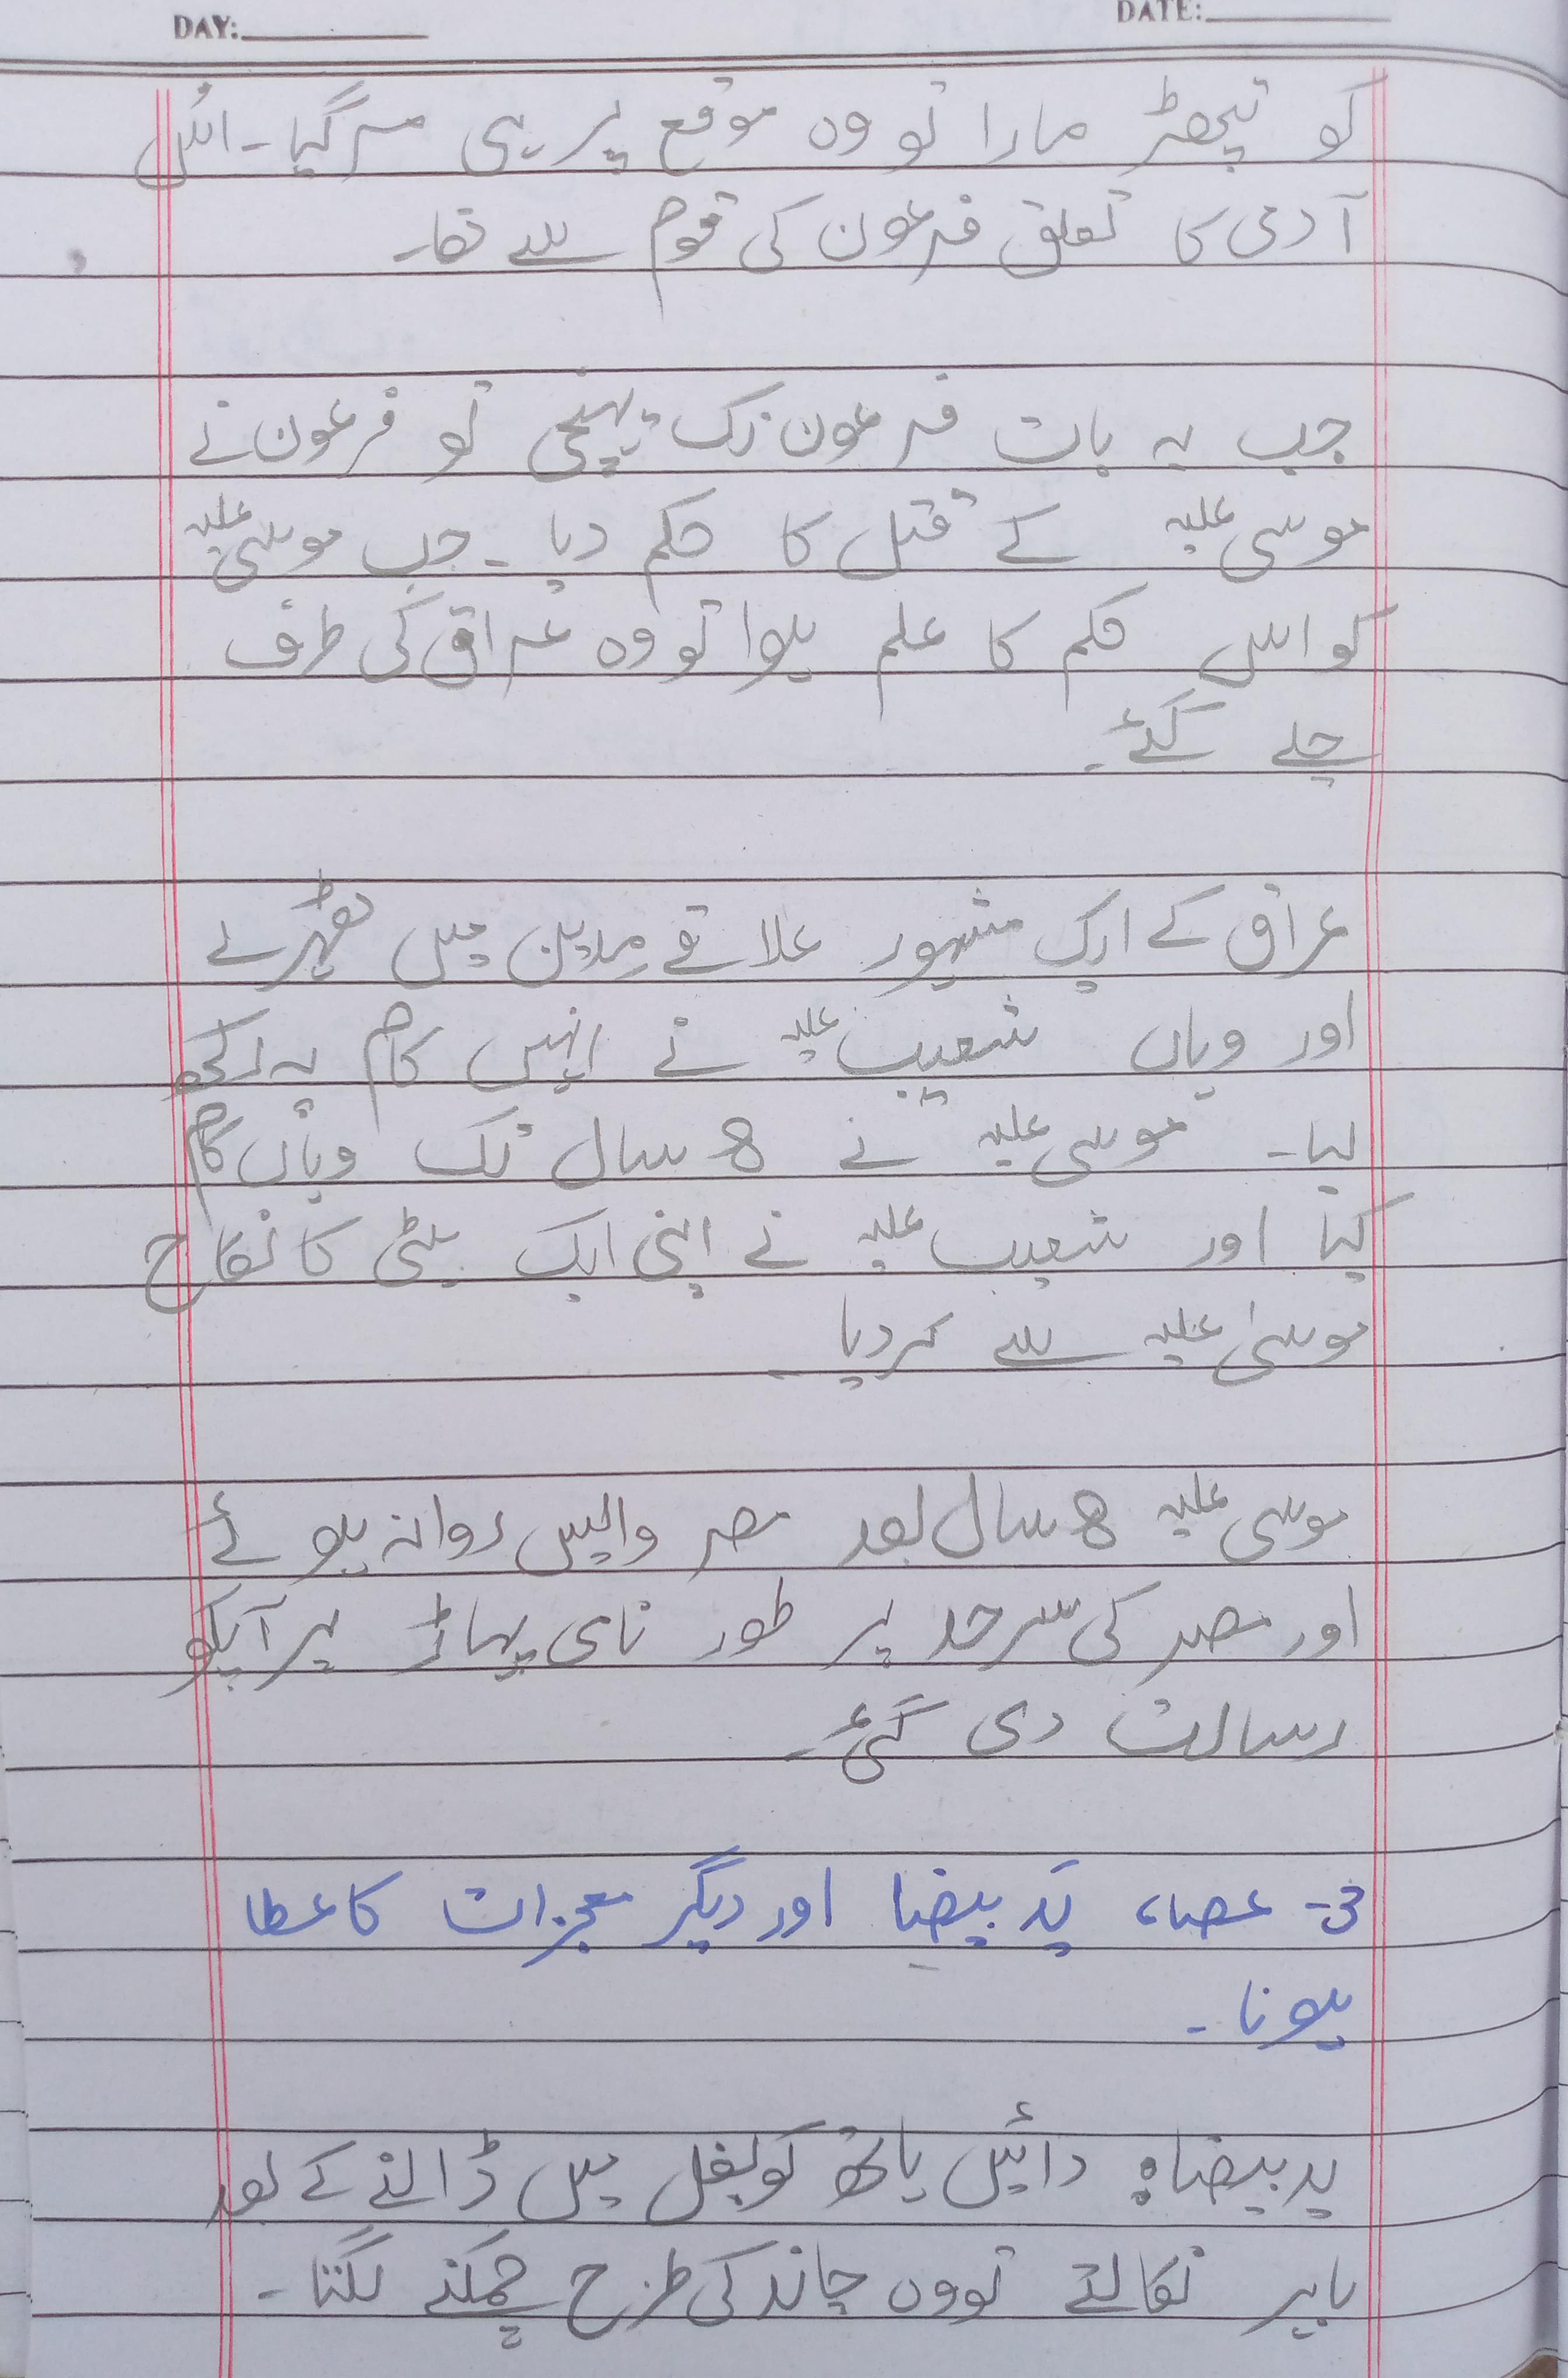 DAY: DATE:
کو تھپڑ مارا تو وہ موقع پر ہی مر گیا۔ اُس
آدمی کا تعلق فرعون کی قوم سے تھا۔
جب یہ بات فرعون تک پہنچی تو فرعون نے
موسی علیہ کے قتل کا حکم دیا۔ جب موسیٰ علیہ
کو اس حکم کا علم ہوا تو وہ عراق کی طرف
چلے گئے۔
عراق کے ایک مشہور علاقے مدین میں ٹھہرے
اور وہاں شعیب علیہ نے انہیں کام پہ رکھ
لیا۔ موسی علیہ نے 8 سال تک وہاں کام
کیا اور شعیب علیہ نے اپنی ایک بیٹی کا نکاح
موسیٰ علیہ سے کر دیا۔
موسی علیہ 8 سال بعد مصر واپس روانہ ہوئے
اور مصر کی سرحد پر طور نامی پہاڑ پر آپکو
رسالت دی گئی۔
3- عصا، یَدِ بیضا اور دیگر معجزات کا عطا
ہونا۔
ید بیضاہ دائیں ہاتھ کو بغل میں ڈالنے کے بعد
باہر نکالتے تو وں چاند کی طرح چمکنے لگتا۔